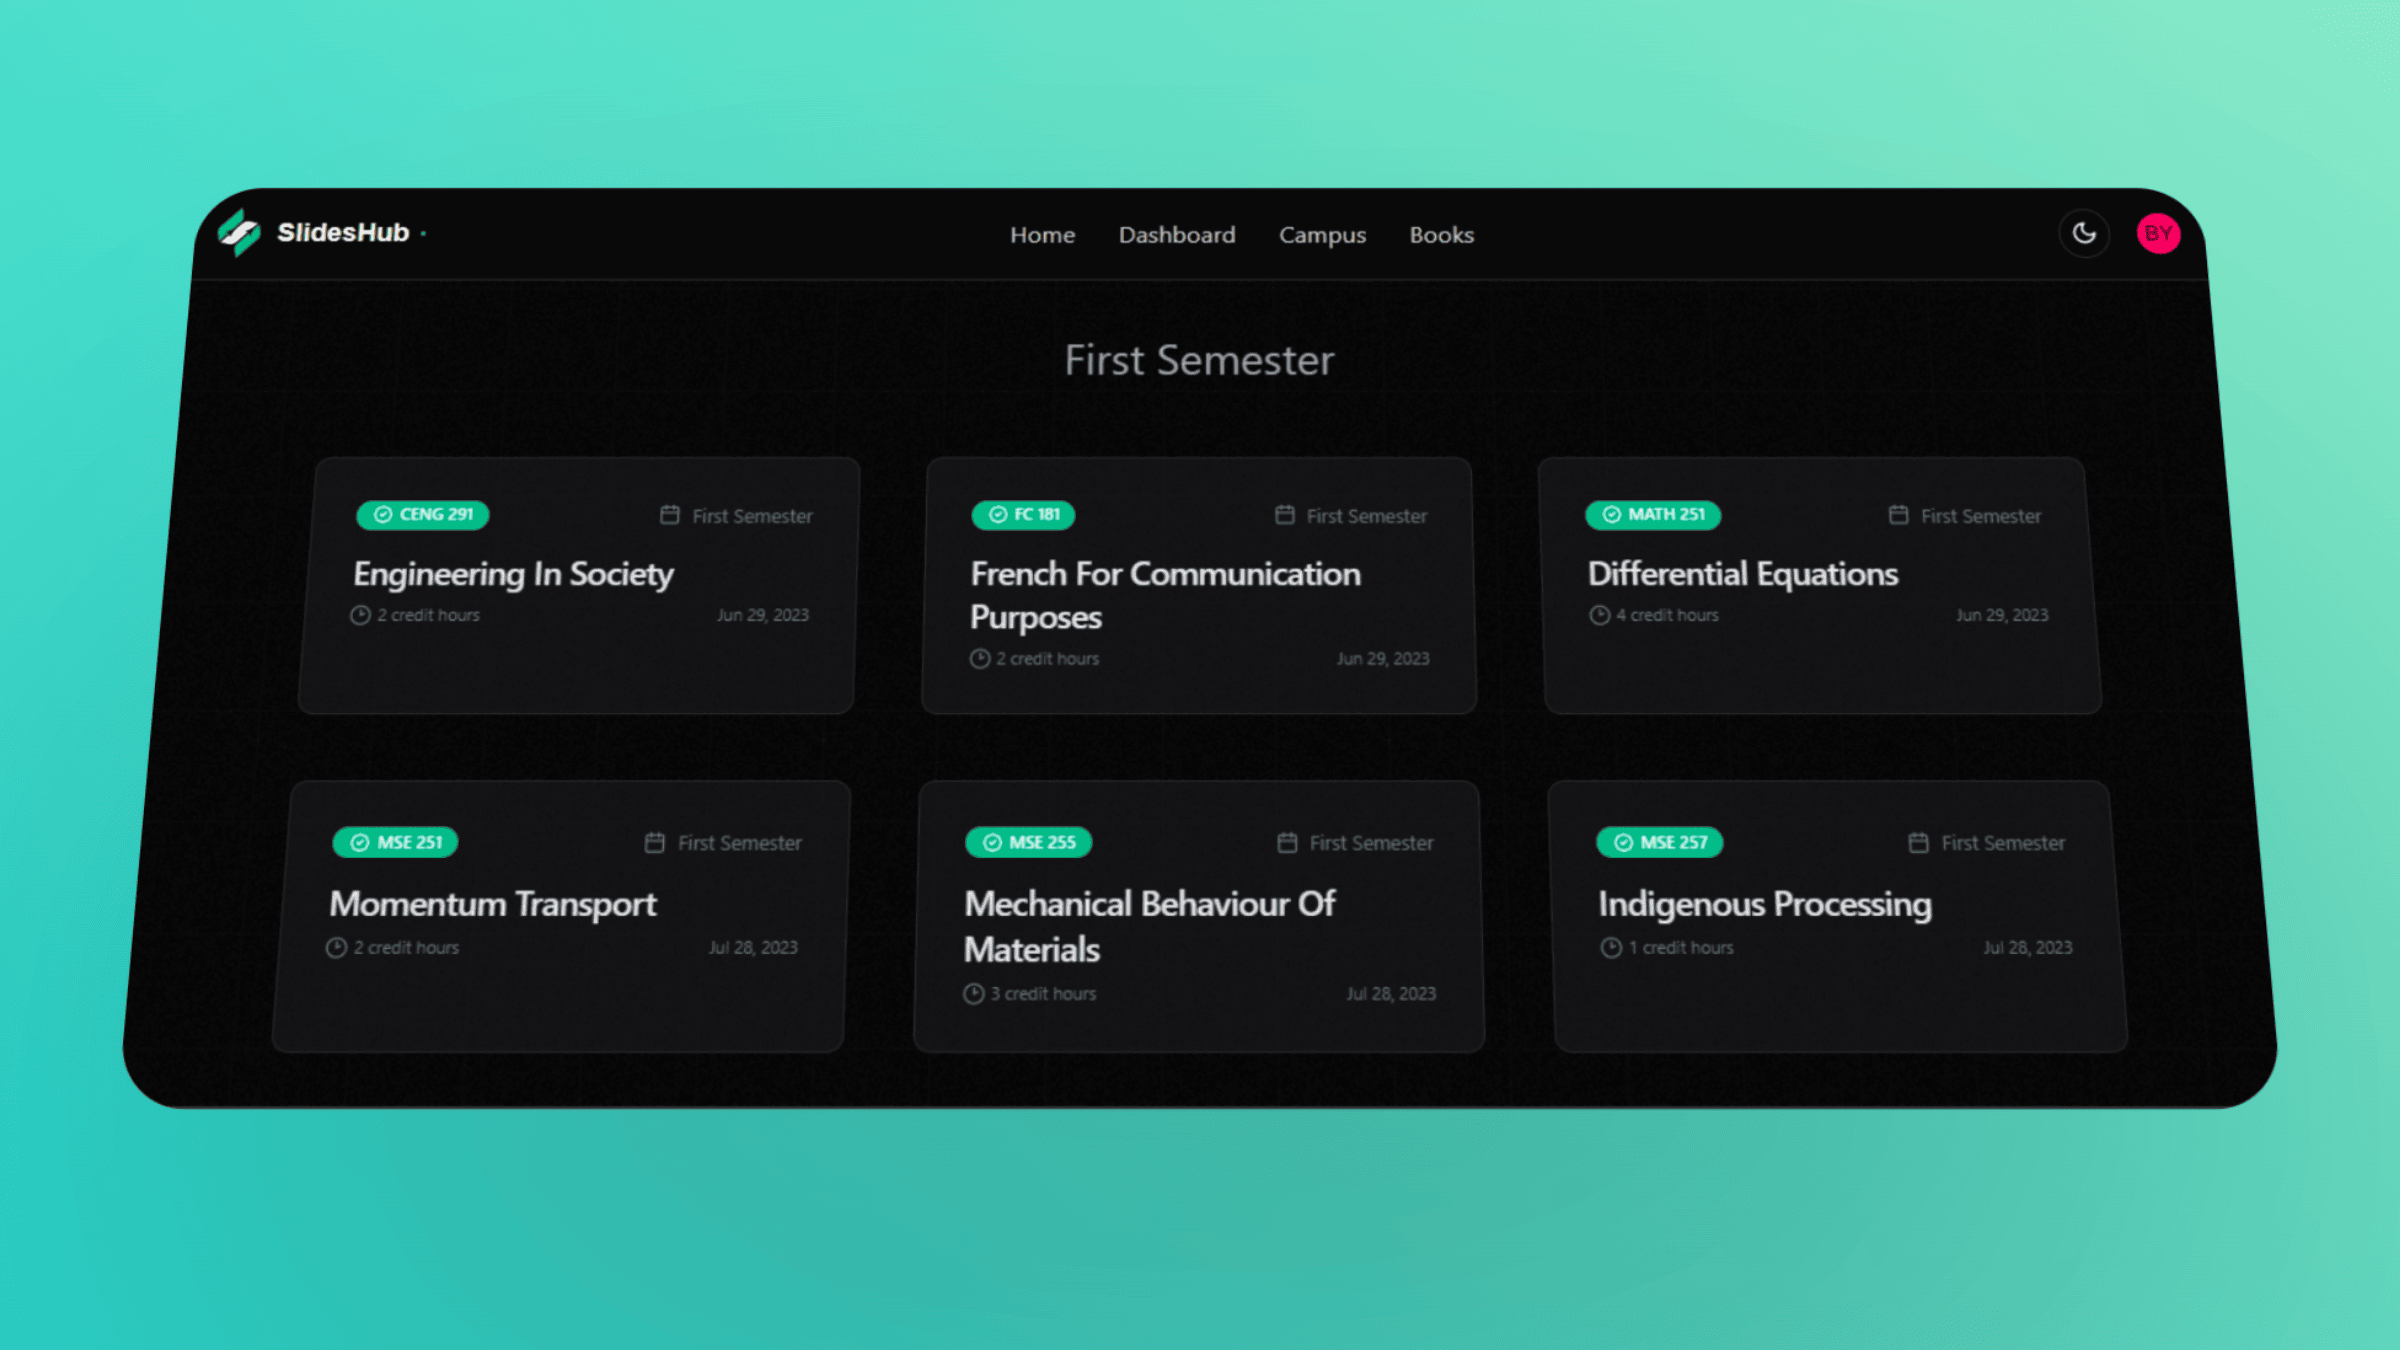 SlidesHub
Home Dashboard Campus Books
BY
First Semester
CENG 291 First Semester
Engineering In Society
2 credit hours Jun 29, 2023
FC 181 First Semester
French For Communication
Purposes
2 credit hours Jun 29, 2023
MATH 251 First Semester
Differential Equations
4 credit hours Jun 29, 2023
MSE 251 First Semester
Momentum Transport
2 credit hours Jul 28, 2023
MSE 255 First Semester
Mechanical Behaviour Of
Materials
3 credit hours Jul 28, 2023
MSE 257 First Semester
Indigenous Processing
1 credit hours Jul 28, 2023